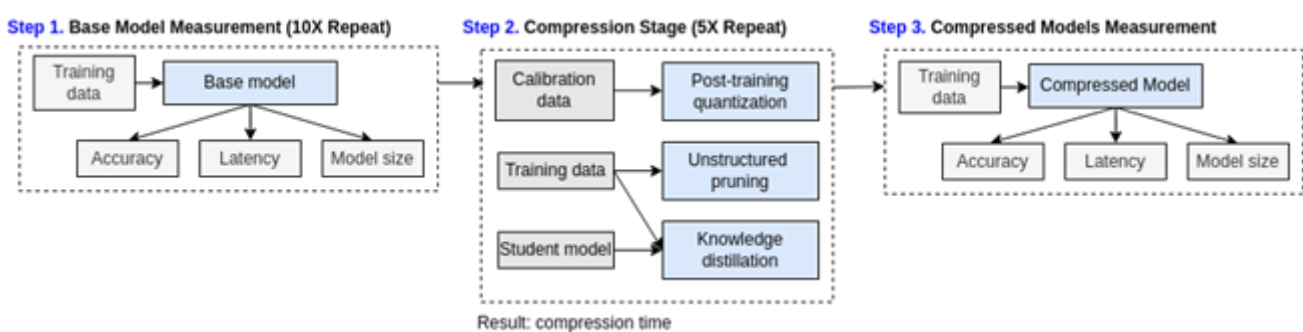 Step 1. Base Model Measurement (10X Repeat)
Training
data
Base model
Accuracy
Latency
Model size
Step 2. Compression Stage (5X Repeat)
Calibration
data
Post-training
quantization
Training data
Unstructured
pruning
Student model
Knowledge
distillation
Result: compression time
Step 3. Compressed Models Measurement
Training
data
Compressed Model
Accuracy
Latency
Model size